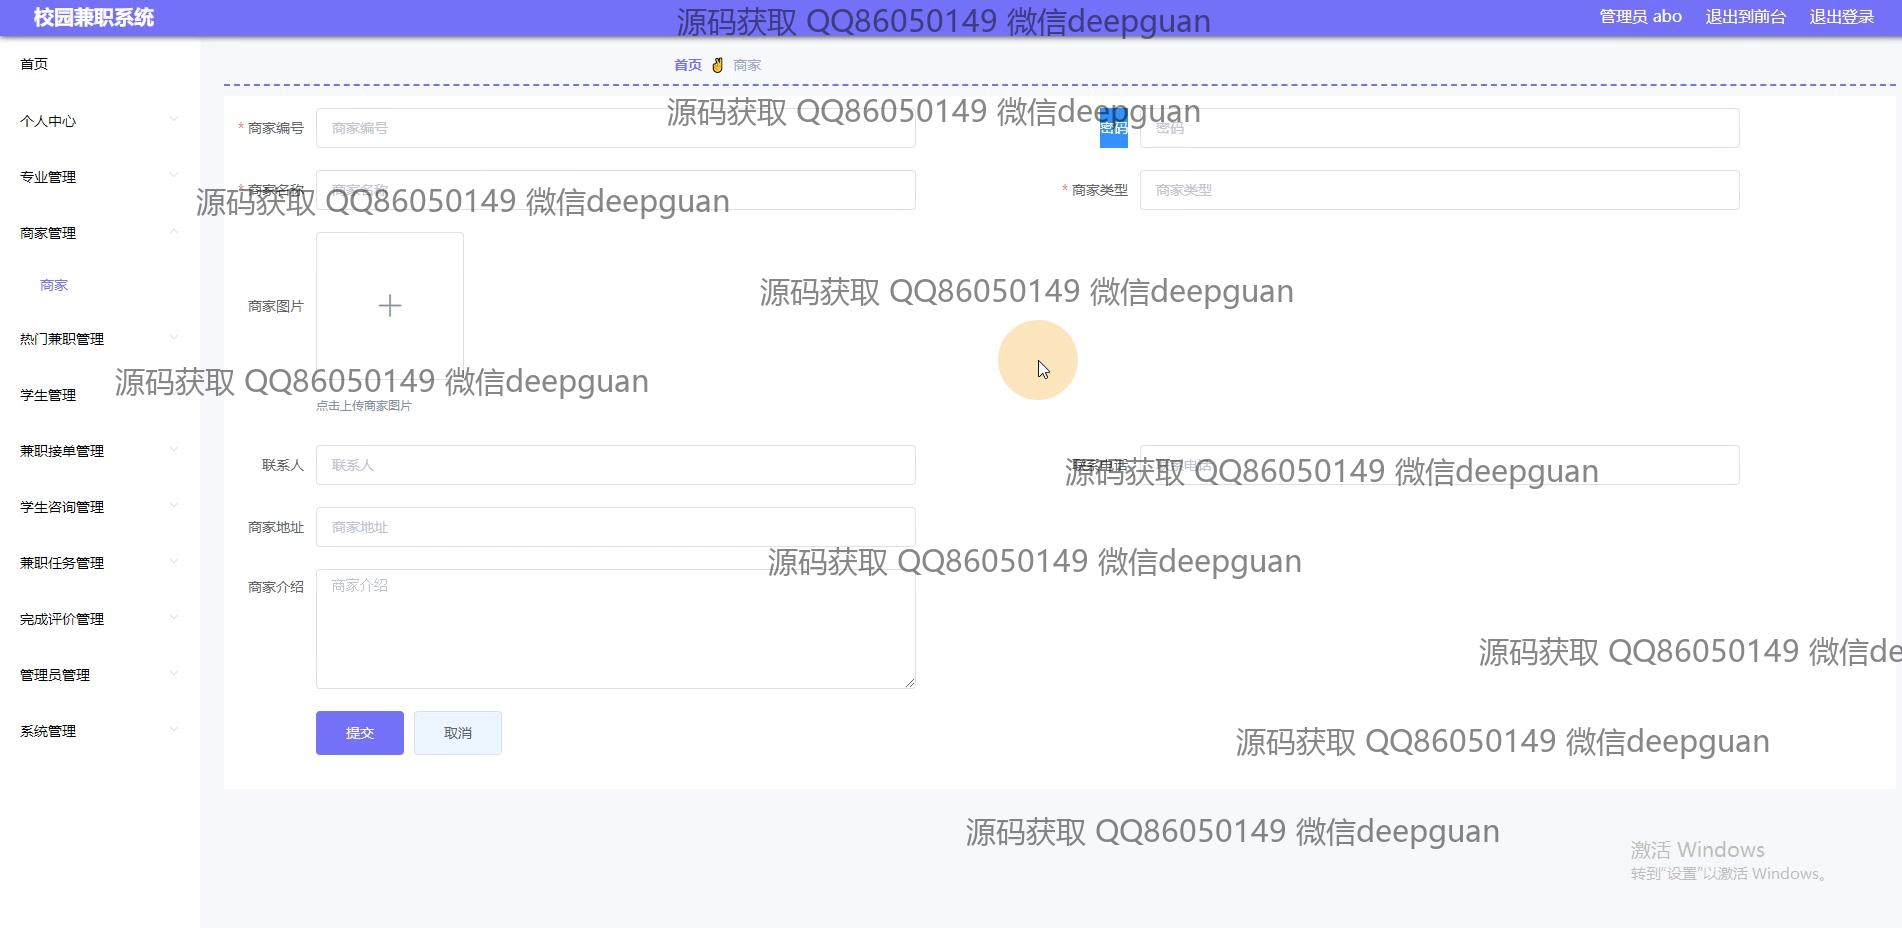 校园兼职系统
源码获取 QQ86050149 微信deepguan
管理员 abo
退出到前台
退出登录
首页
个人中心
专业管理
商家管理
商家
热门兼职管理
学生管理
兼职接单管理
学生咨询管理
兼职任务管理
完成评价管理
管理员管理
系统管理
首页 ✌ 商家
源码获取 QQ86050149 微信deepguan
* 商家编号
商家编号
密码
密码
* 商家名称
商家名称
* 商家类型
商家类型
源码获取 QQ86050149 微信deepguan
商家图片
源码获取 QQ86050149 微信deepguan
源码获取 QQ86050149 微信deepguan
点击上传商家图片
联系人
联系人
联系电话
联系电话
源码获取 QQ86050149 微信deepguan
商家地址
商家地址
源码获取 QQ86050149 微信deepguan
商家介绍
商家介绍
源码获取 QQ86050149 微信de
提交
取消
源码获取 QQ86050149 微信deepguan
源码获取 QQ86050149 微信deepguan
激活 Windows
转到“设置”以激活 Windows。